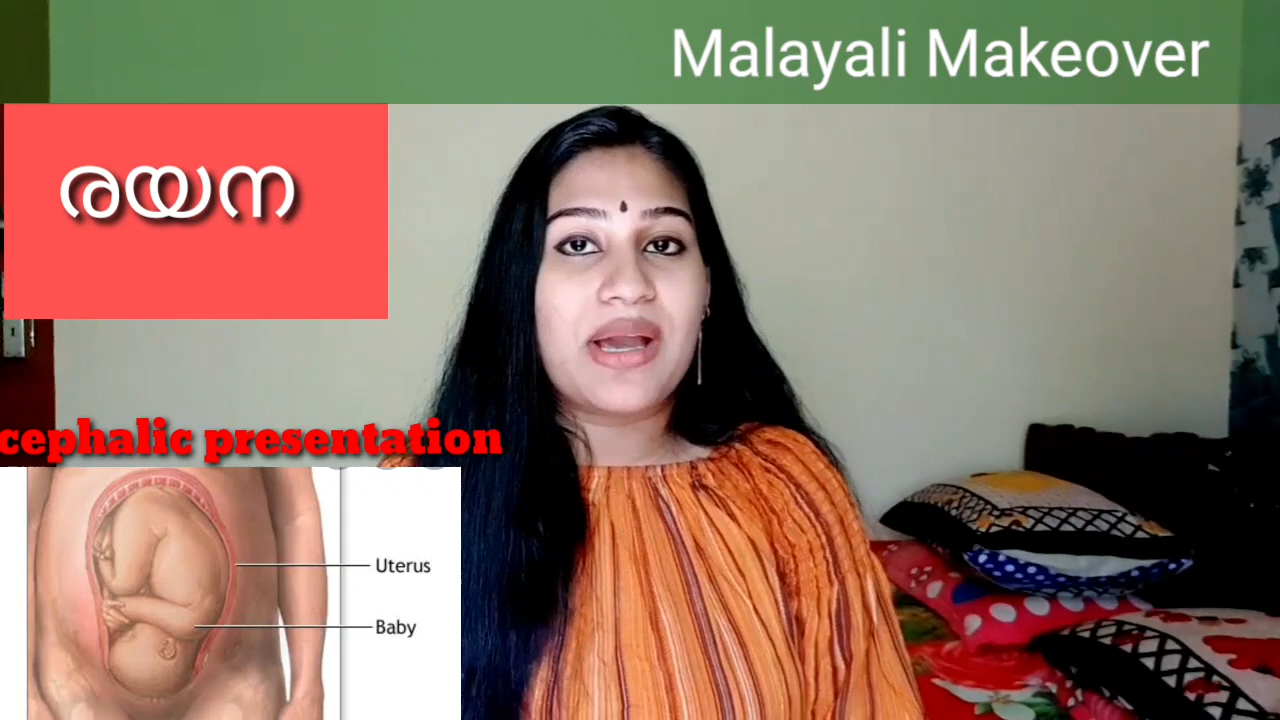 Malayali Makeover
രയന
cephalic presentation
Uterus
Baby